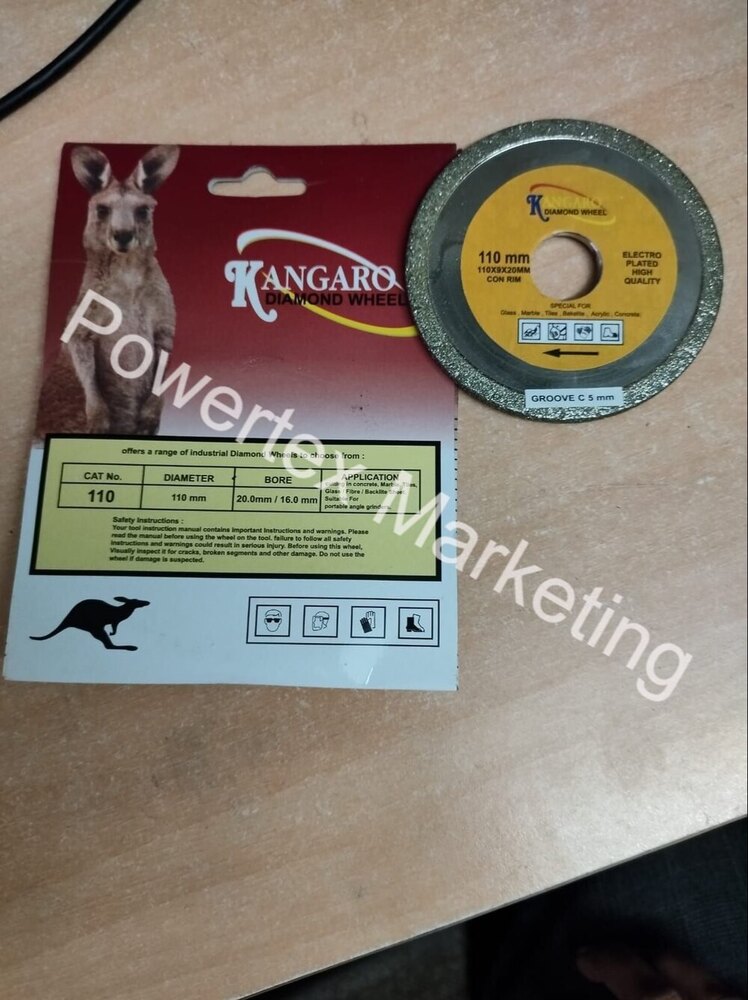 KANGARO
DIAMOND WHEEL
offers a range of industrial Diamond Wheels to choose from :
CAT No. DIAMETER BORE APPLICATION
110 110 mm 20.0mm / 16.0 mm
in concrete, Marble, Tiles,
Glass, Fibre / Backlite Sheet
Suitable For
portable angle grinders
Safety Instructions :
Your tool instruction manual contains Important Instructions and warnings. Please
read the manual before using the wheel on the tool. failure to follow all safety
instructions and warnings could result in serious injury. Before using this wheel,
Visually inspect it for cracks, broken segments and other damage. Do not use the
wheel if damage is suspected.
KANGARO
DIAMOND WHEEL
110 mm
110X9X20MM
CON RIM
ELECTRO
PLATED
HIGH
QUALITY
SPECIAL FOR
Glass , Marble , Tiles , Bakelite , Acrylic , Concrete,
GROOVE C 5 mm
Powertex Marketing